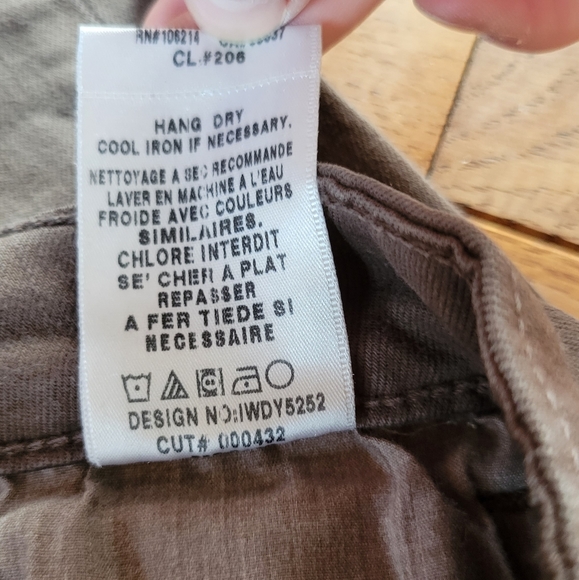 RN#106214
CL.#206
HANG DRY
COOL IRON IF NECESSARY.
NETTOYAGE A SEC RECOMMANDE
LAYER EN MACHINE A L'EAU
FROIDE AVEC COULEURS
SIMILAIRES.
CHLORE INTERDIT
SE' CHER A PLAT
REPASSER
A FER TIEDE SI
NECESSAIRE
DESIGN NO:IWDY5252
CUT# 000432